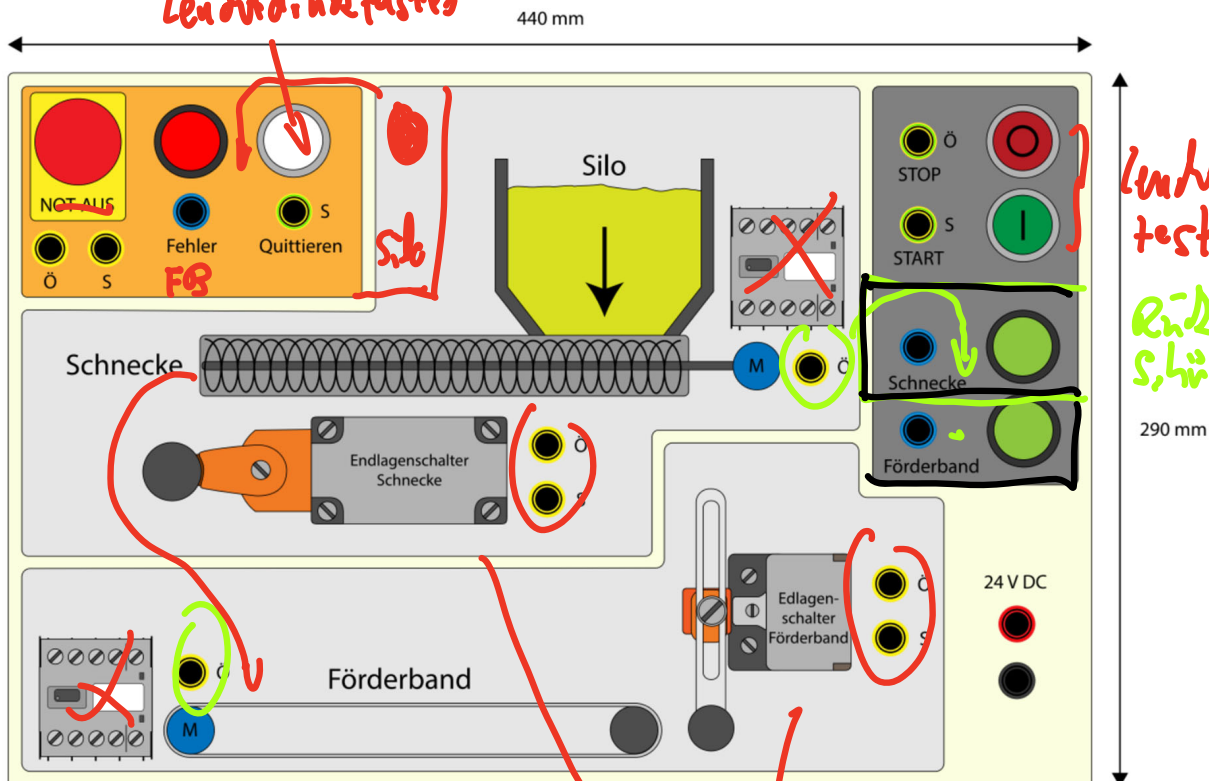 440 mm
NOT AUS
Ö
S
Fehler
S
Quittieren
Silo
Silo
Ö
STOP
S
START
Schnecke
M
Ö
Schnecke
Förderband
290 mm
Endlagenschalter
Schnecke
Ö
S
Edlagen-
schalter
Förderband
Ö
S
24 V DC
Ö
Förderband
M